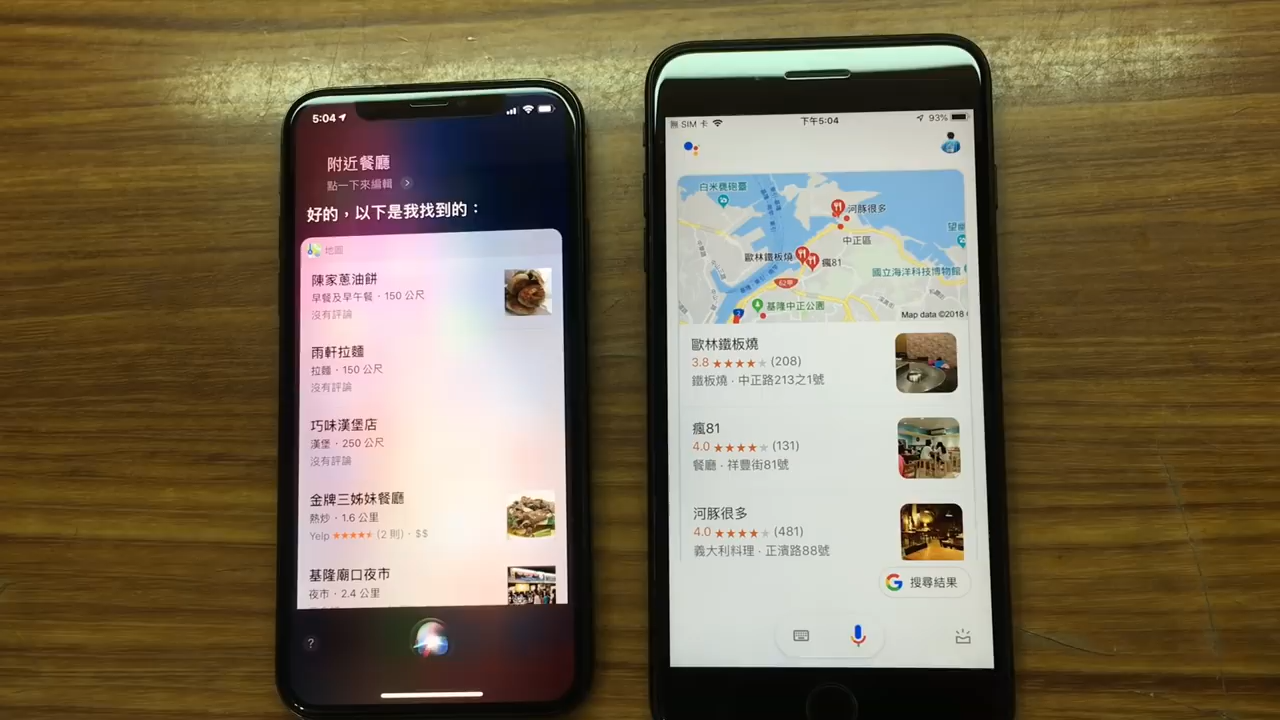 5:04
附近餐廳
點一下來編輯
好的，以下是我找到的：
地圖
陳家蔥油餅
早餐及早午餐・150 公尺
沒有評論
雨軒拉麵
拉麵・150 公尺
沒有評論
巧味漢堡店
漢堡・250 公尺
沒有評論
金牌三姊妹餐廳
熱炒・1.6 公里
Yelp ★★★★ (2 則)・$$
基隆廟口夜市
夜市・2.4 公里
?
無 SIM 卡
下午5:04
93%
白米甕砲臺
河豚很多
中正區
歐林鐵板燒
瘋81
國立海洋科技博物館
62甲
基隆中正公園
2
Map data ©2018
歐林鐵板燒
3.8 ★★★★★ (208)
鐵板燒 · 中正路213之1號
瘋81
4.0 ★★★★★ (131)
餐廳 · 祥豐街81號
河豚很多
4.0 ★★★★★ (481)
義大利料理 · 正濱路88號
G 搜尋結果